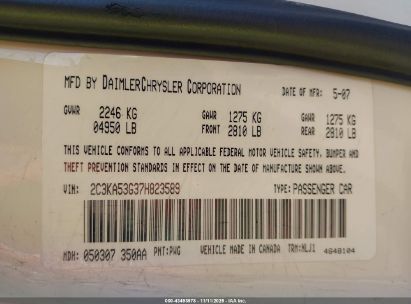 MFD BY DAIMLERCHRYSLER CORPORATION DATE OF MFR: 5-07
GVWR 2246 KG GAWR 1275 KG GAWR 1275 KG
04950 LB FRONT 2810 LB REAR 2810 LB
THIS VEHICLE CONFORMS TO ALL APPLICABLE FEDERAL MOTOR VEHICLE SAFETY, BUMPER AND
THEFT PREVENTION STANDARDS IN EFFECT ON THE DATE OF MANUFACTURE SHOWN ABOVE.
VIN: 2C3KA53G37H823589 TYPE: PASSENGER CAR
MDH: 050307 350AA PNT: PWG VEHICLE MADE IN CANADA TRM: NLJ1 4648104